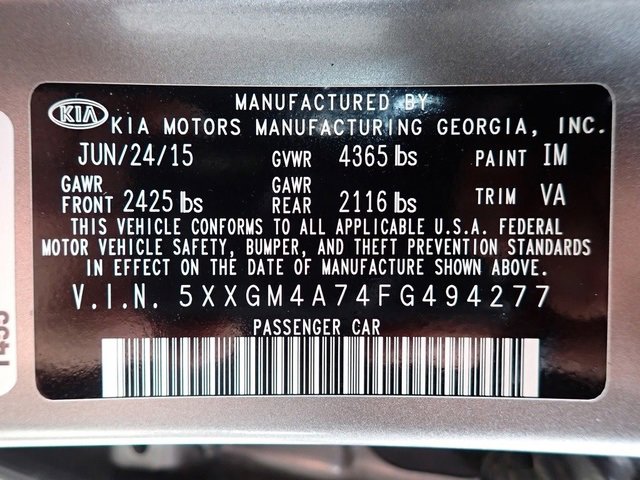 KIA
MANUFACTURED BY
KIA MOTORS MANUFACTURING GEORGIA, INC.
JUN/24/15 GVWR 4365 lbs PAINT IM
GAWR FRONT 2425 lbs GAWR REAR 2116 lbs TRIM VA
THIS VEHICLE CONFORMS TO ALL APPLICABLE U.S.A. FEDERAL
MOTOR VEHICLE SAFETY, BUMPER, AND THEFT PREVENTION STANDARDS
IN EFFECT ON THE DATE OF MANUFACTURE SHOWN ABOVE.
V.I.N. 5XXGM4A74FG494277
PASSENGER CAR